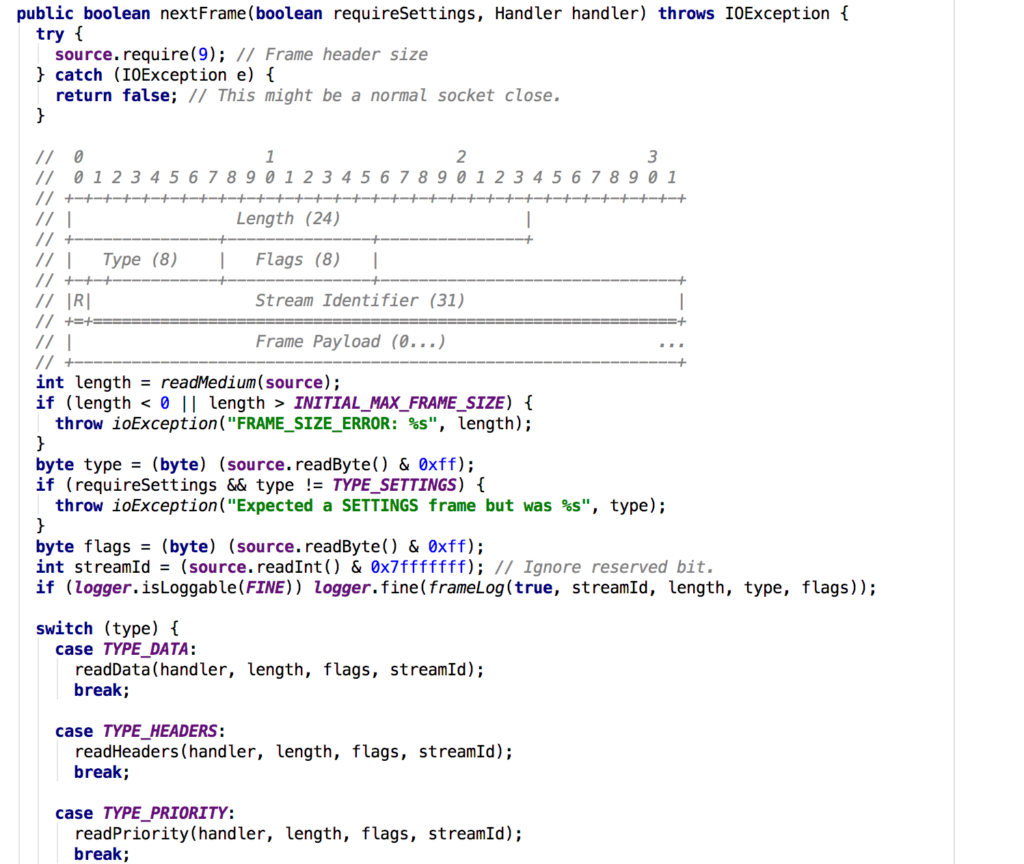 public boolean nextFrame(boolean requireSettings, Handler handler) throws IOException {
  try {
    source.require(9); // Frame header size
  } catch (IOException e) {
    return false; // This might be a normal socket close.
  }

  //  0                   1                   2                   3
  //  0 1 2 3 4 5 6 7 8 9 0 1 2 3 4 5 6 7 8 9 0 1 2 3 4 5 6 7 8 9 0 1
  // +-+-+-+-+-+-+-+-+-+-+-+-+-+-+-+-+-+-+-+-+-+-+-+-+-+-+-+-+-+-+-+-+
  // |                 Length (24)                   |
  // +---------------+---------------+---------------+
  // |   Type (8)    |   Flags (8)   |
  // +-+-+-----------+---------------+-------------------------------+
  // |R|                 Stream Identifier (31)                      |
  // +=+=============================================================+
  // |                   Frame Payload (0...)                      ...
  // +---------------------------------------------------------------+
  int length = readMedium(source);
  if (length < 0 || length > INITIAL_MAX_FRAME_SIZE) {
    throw ioException("FRAME_SIZE_ERROR: %s", length);
  }
  byte type = (byte) (source.readByte() & 0xff);
  if (requireSettings && type != TYPE_SETTINGS) {
    throw ioException("Expected a SETTINGS frame but was %s", type);
  }
  byte flags = (byte) (source.readByte() & 0xff);
  int streamId = (source.readInt() & 0x7fffffff); // Ignore reserved bit.
  if (logger.isLoggable(FINE)) logger.fine(frameLog(true, streamId, length, type, flags));

  switch (type) {
    case TYPE_DATA:
      readData(handler, length, flags, streamId);
      break;

    case TYPE_HEADERS:
      readHeaders(handler, length, flags, streamId);
      break;

    case TYPE_PRIORITY:
      readPriority(handler, length, flags, streamId);
      break;